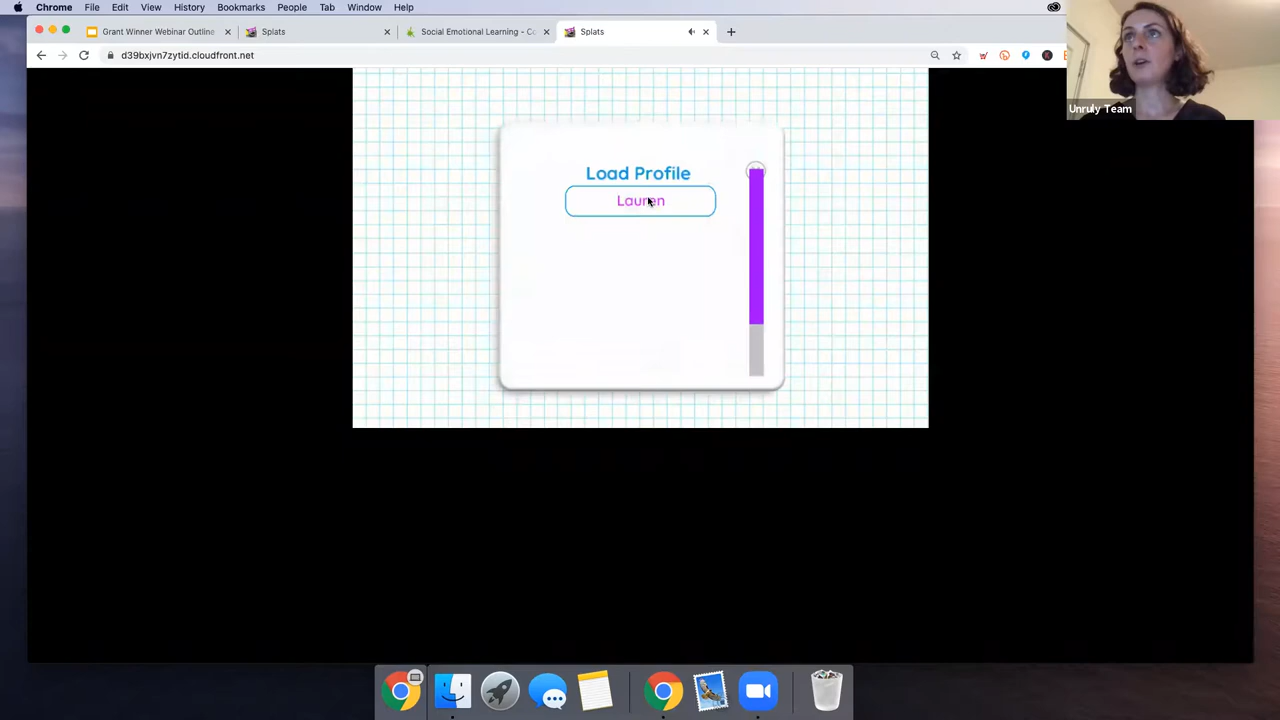 Chrome File Edit View History Bookmarks People Tab Window Help
Grant Winner Webinar Outline
Splats
Social Emotional Learning - Co
Splats
d39bxjvn7zytid.cloudfront.net
Unruly Team
Load Profile
Lauren